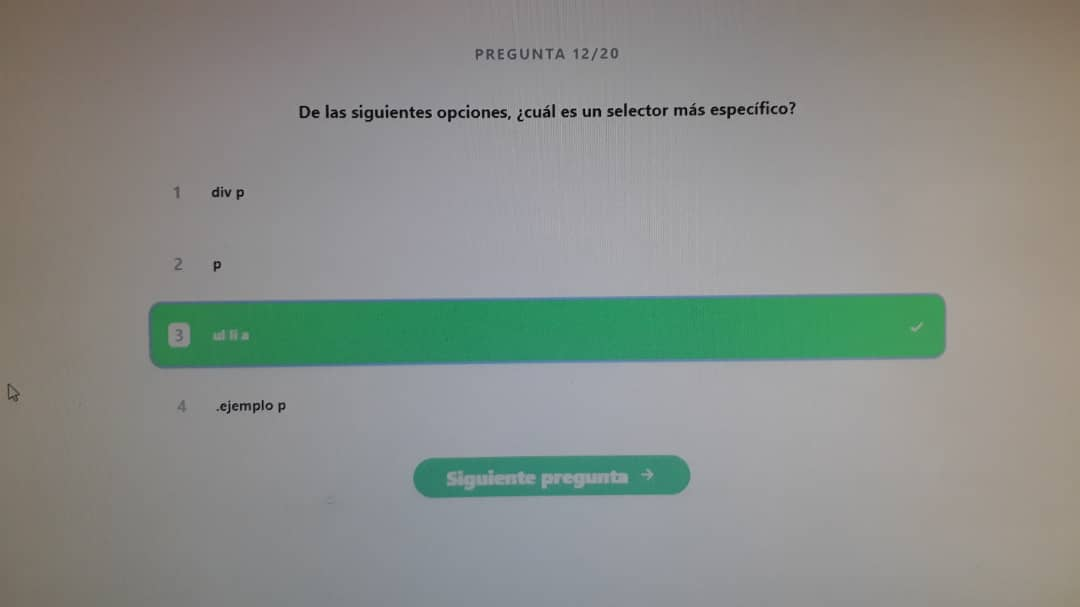 PREGUNTA 12/20
De las siguientes opciones, ¿cuál es un selector más específico?
1 div p
2 p
3 ul li a
4 .ejemplo p
Siguiente pregunta →